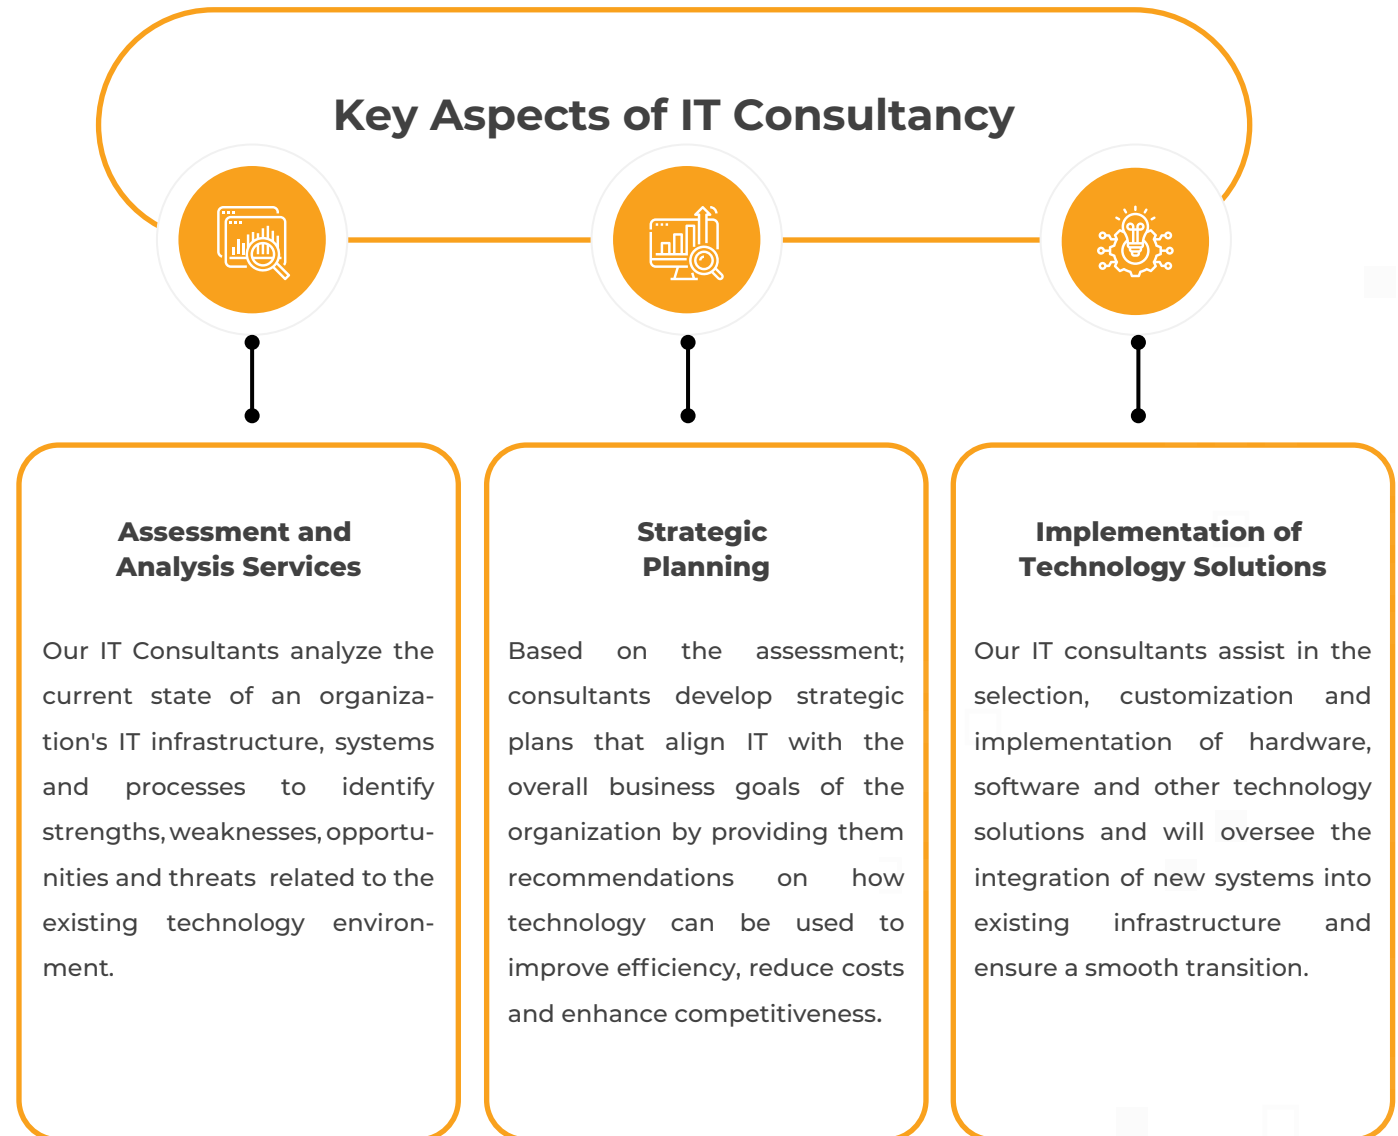 Key Aspects of IT Consultancy
Assessment and
Analysis Services
Our IT Consultants analyze the
current state of an organiza-
tion's IT infrastructure, systems
and processes to identify
strengths, weaknesses, opportu-
nities and threats related to the
existing technology environ-
ment.
Strategic
Planning
Based on the assessment;
consultants develop strategic
plans that align IT with the
overall business goals of the
organization by providing them
recommendations on how
technology can be used to
improve efficiency, reduce costs
and enhance competitiveness.
Implementation of
Technology Solutions
Our IT consultants assist in the
selection, customization and
implementation of hardware,
software and other technology
solutions and will oversee the
integration of new systems into
existing infrastructure and
ensure a smooth transition.